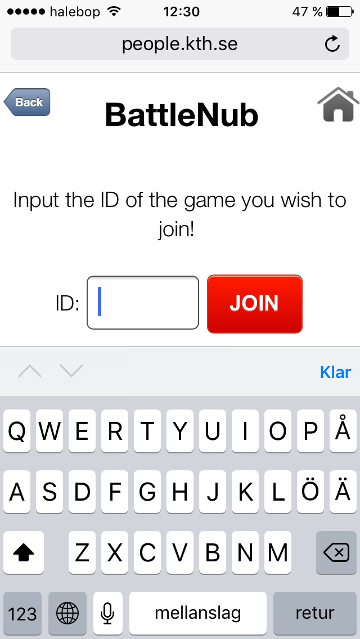 halebop 12:30 47 %
people.kth.se
Back BattleNub
Input the ID of the game you wish to
join!
ID: JOIN
Klar
Q W E R T Y U I O P Å
A S D F G H J K L Ö Ä
Z X C V B N M
123 mellanslag retur